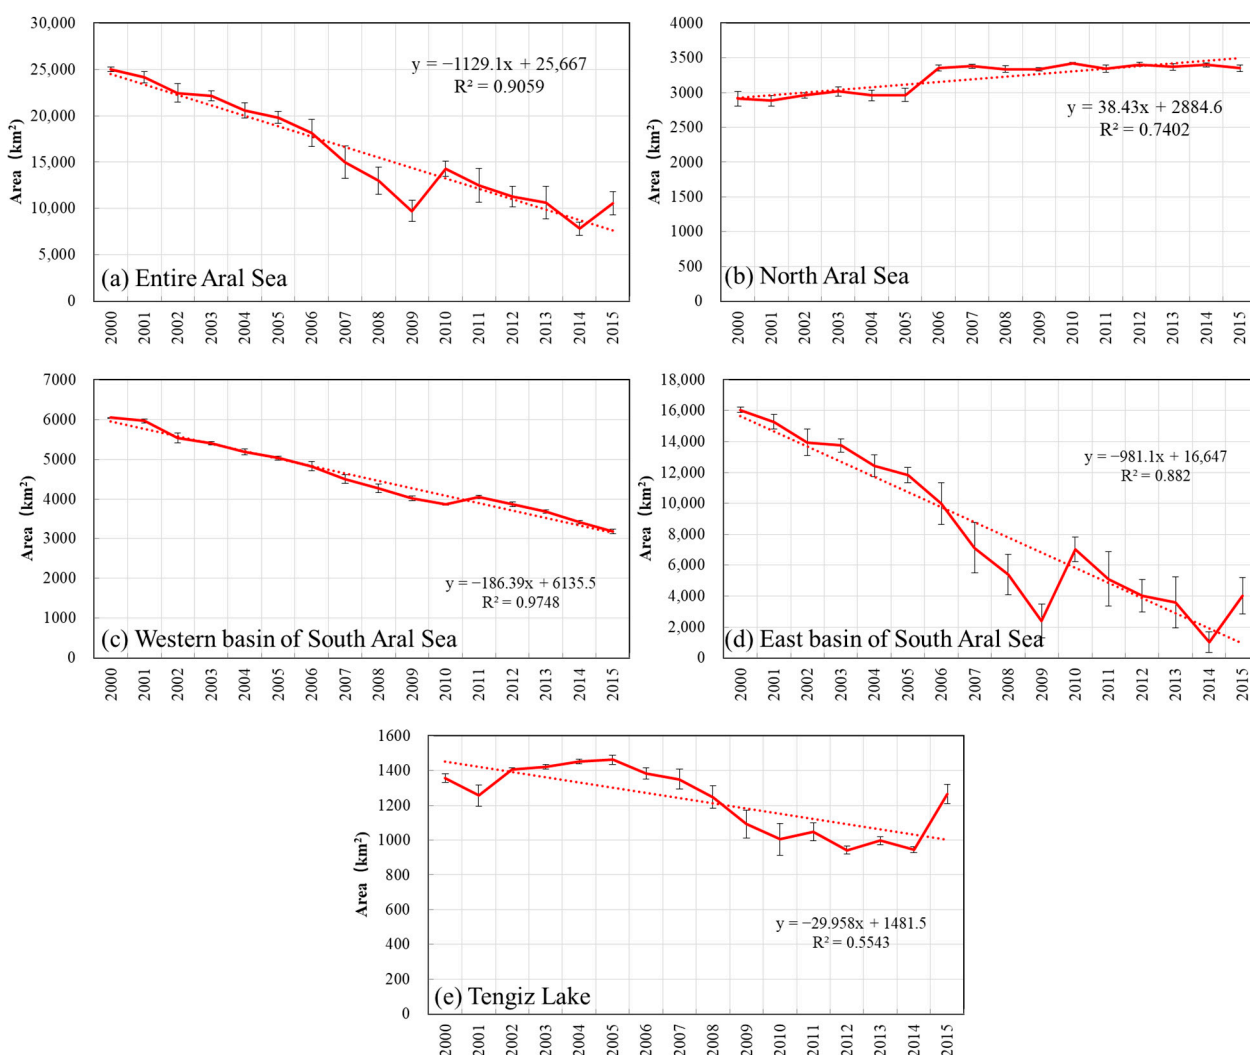 30,000
25,000
20,000
15,000
10,000
5,000
0
Area (km²)
y = −1129.1x + 25,667
R² = 0.9059
(a) Entire Aral Sea
2000 2001 2002 2003 2004 2005 2006 2007 2008 2009 2010 2011 2012 2013 2014 2015
4000
3500
3000
2500
2000
1500
1000
500
0
Area (km²)
y = 38.43x + 2884.6
R² = 0.7402
(b) North Aral Sea
2000 2001 2002 2003 2004 2005 2006 2007 2008 2009 2010 2011 2012 2013 2014 2015
7000
6000
5000
4000
3000
2000
1000
0
Area (km²)
y = −186.39x + 6135.5
R² = 0.9748
(c) Western basin of South Aral Sea
2000 2001 2002 2003 2004 2005 2006 2007 2008 2009 2010 2011 2012 2013 2014 2015
18,000
16,000
14,000
12,000
10,000
8,000
6,000
4,000
2,000
0
Area (km²)
y = −981.1x + 16,647
R² = 0.882
(d) East basin of South Aral Sea
2000 2001 2002 2003 2004 2005 2006 2007 2008 2009 2010 2011 2012 2013 2014 2015
1600
1400
1200
1000
800
600
400
200
0
Area (km²)
y = −29.958x + 1481.5
R² = 0.5543
(e) Tengiz Lake
2000 2001 2002 2003 2004 2005 2006 2007 2008 2009 2010 2011 2012 2013 2014 2015